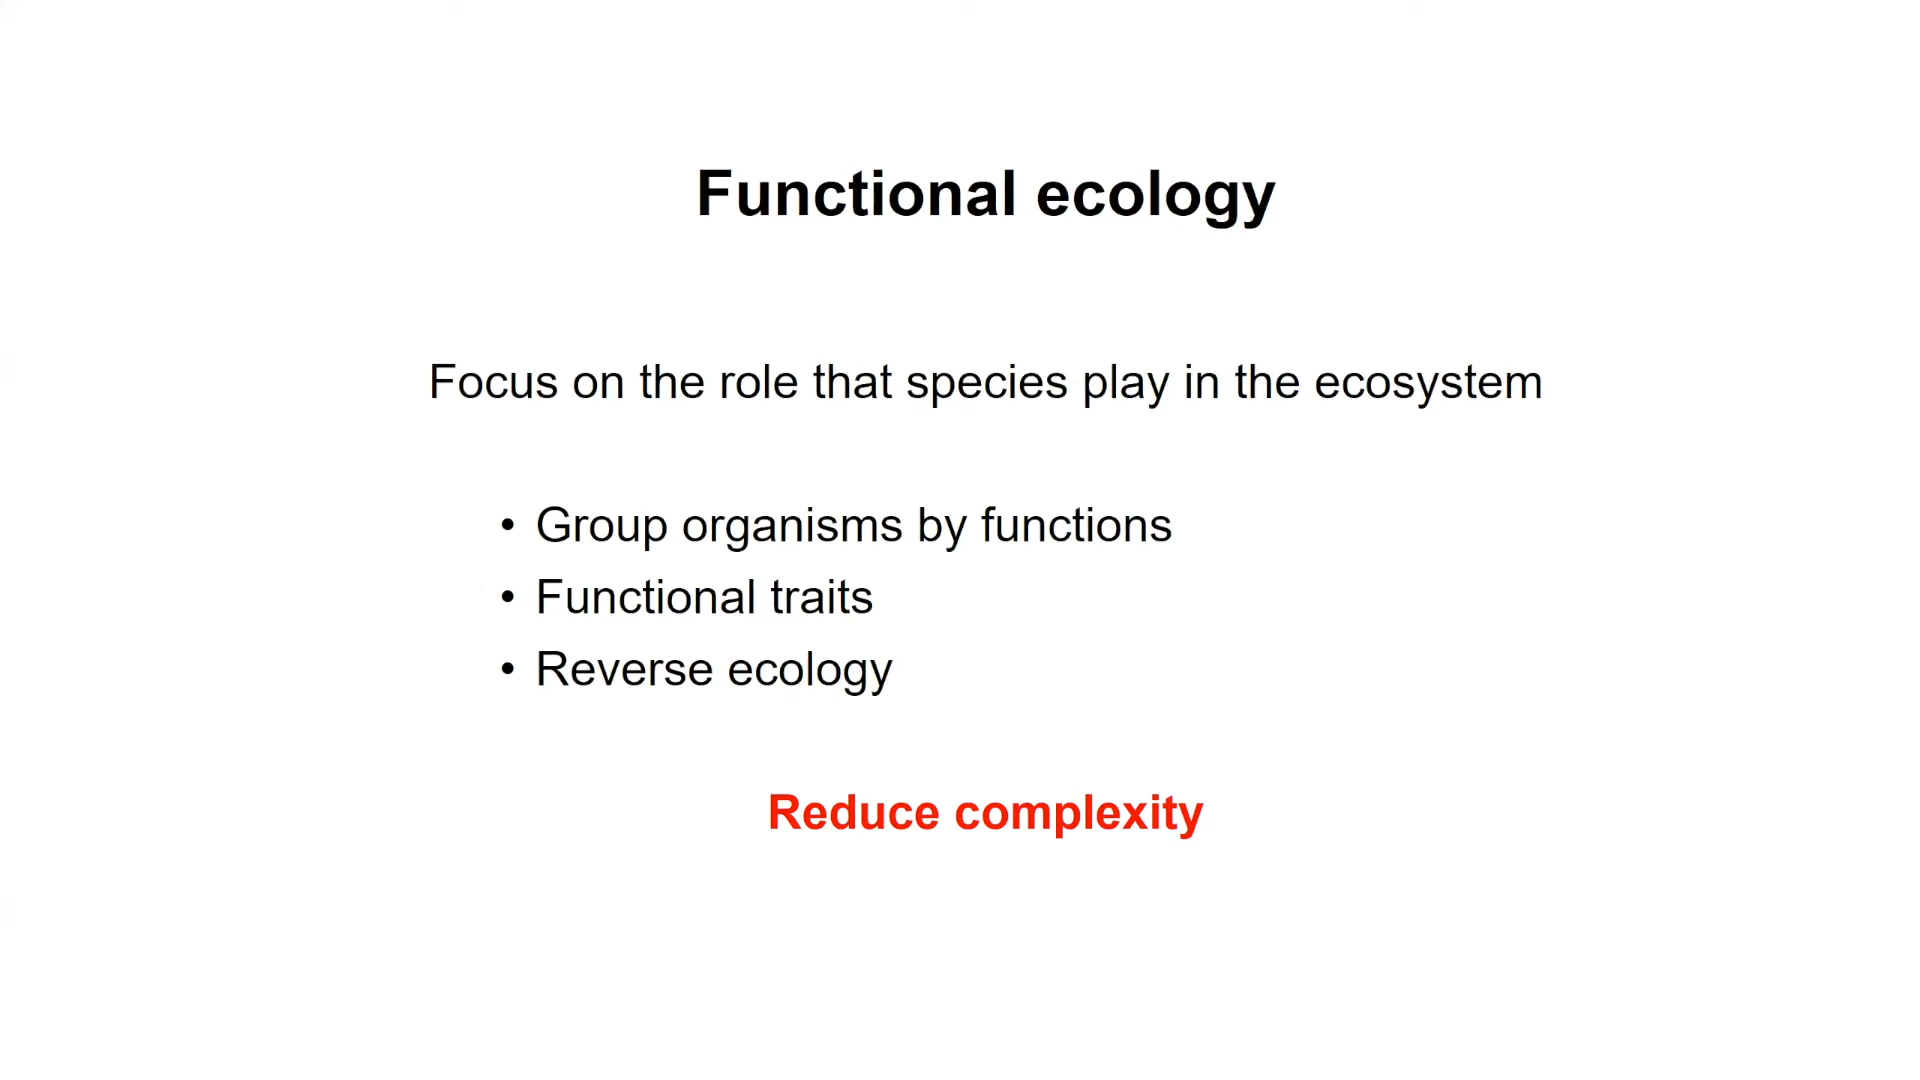 Functional ecology
Focus on the role that species play in the ecosystem
• Group organisms by functions
• Functional traits
• Reverse ecology
Reduce complexity